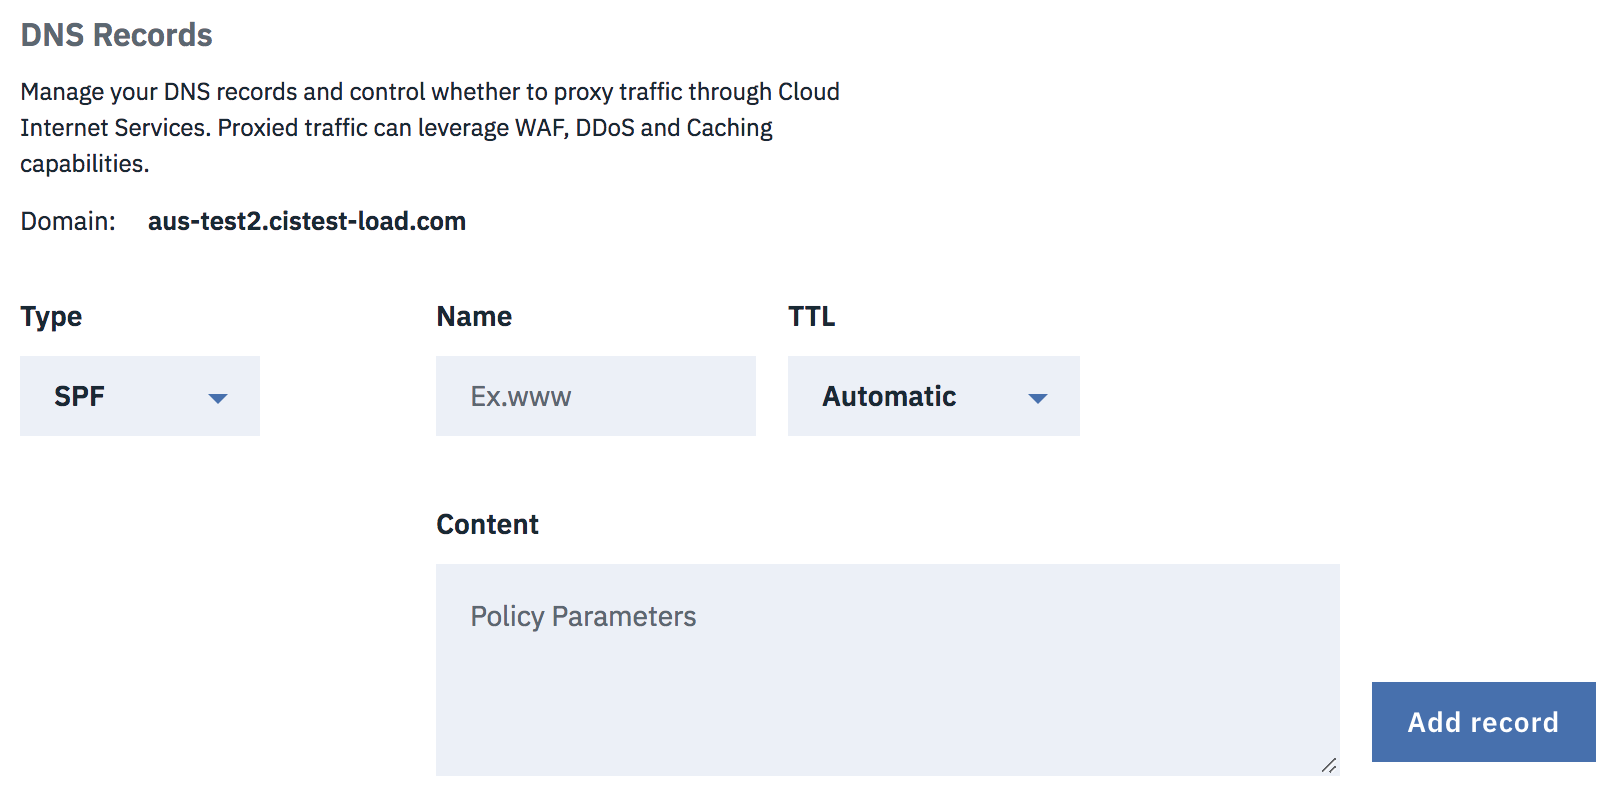 DNS Records
Manage your DNS records and control whether to proxy traffic through Cloud
Internet Services. Proxied traffic can leverage WAF, DDoS and Caching
capabilities.
Domain: aus-test2.cistest-load.com
Type Name TTL
SPF Ex.www Automatic
Content
Policy Parameters
Add record